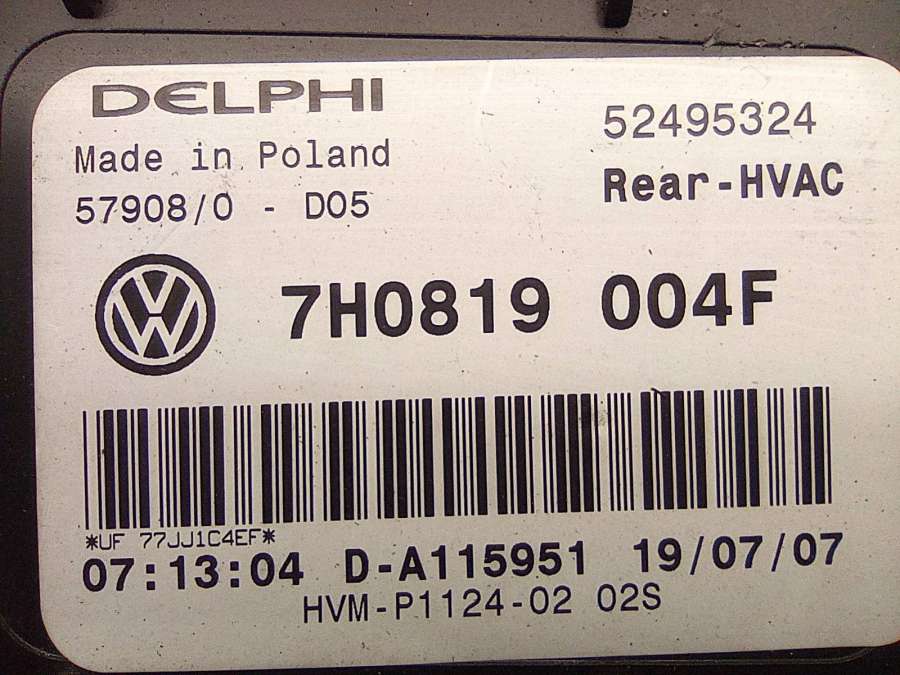 DELPHI
52495324
Made in Poland
Rear-HVAC
57908/0 - D05
7H0819 004F
*UF 77JJ1C4EF*
07:13:04 D-A115951 19/07/07
HVM-P1124-02 02S